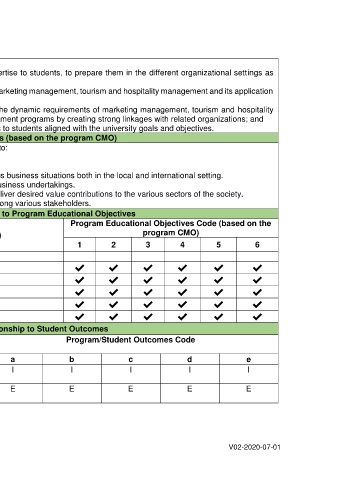 ertise to students, to prepare them in the different organizational settings as
arketing management, tourism and hospitality management and its application
he dynamic requirements of marketing management, tourism and hospitality
ment programs by creating strong linkages with related organizations; and
to students aligned with the university goals and objectives.
s (based on the program CMO)
to:
s business situations both in the local and international setting.
usiness undertakings.
liver desired value contributions to the various sectors of the society.
ong various stakeholders.
to Program Educational Objectives
) Program Educational Objectives Code (based on the
program CMO)
1 2 3 4 5 6
✔ ✔ ✔ ✔ ✔ ✔
✔ ✔ ✔ ✔ ✔ ✔
✔ ✔ ✔ ✔ ✔ ✔
✔ ✔ ✔ ✔ ✔ ✔
✔ ✔ ✔ ✔ ✔ ✔
onship to Student Outcomes
Program/Student Outcomes Code
a b c d e
I I I I I
E E E E E
V02-2020-07-01